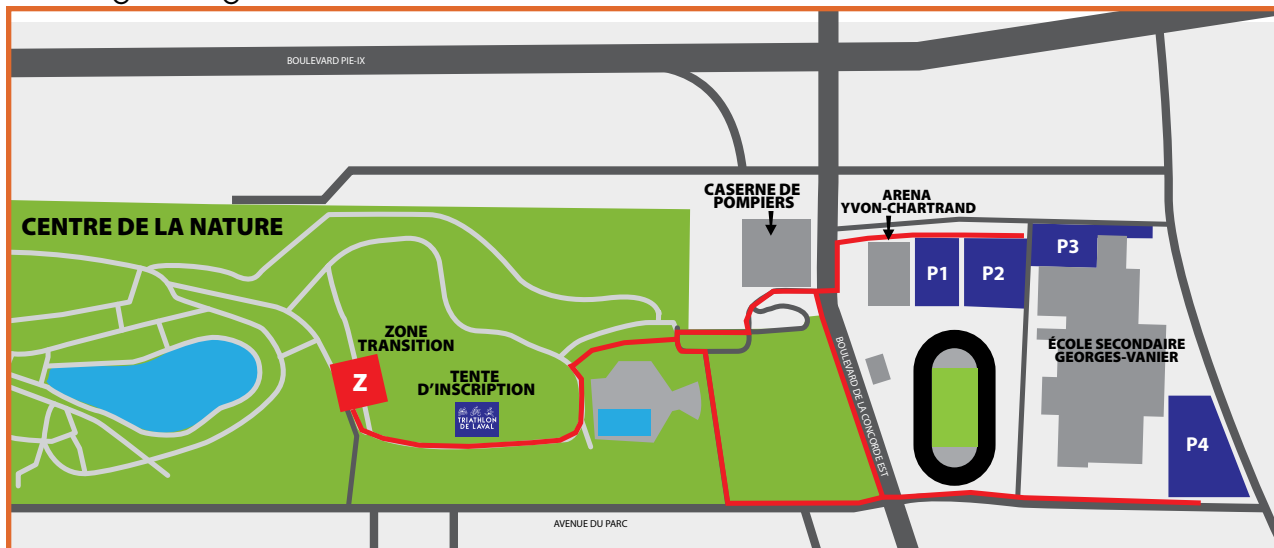 BOULEVARD PIE-IX
CASERNE DE
POMPIERS
ARENA
YVON-CHARTRAND
CENTRE DE LA NATURE
P3
P1
P2
ZONE
TRANSITION
ÉCOLE SECONDAIRE
GEORGES-VANIER
Z
TENTE
D'INSCRIPTION
TRIATHLON
DE LAVAL
BOULEVARD DE LA CONCORDE EST
P4
AVENUE DU PARC